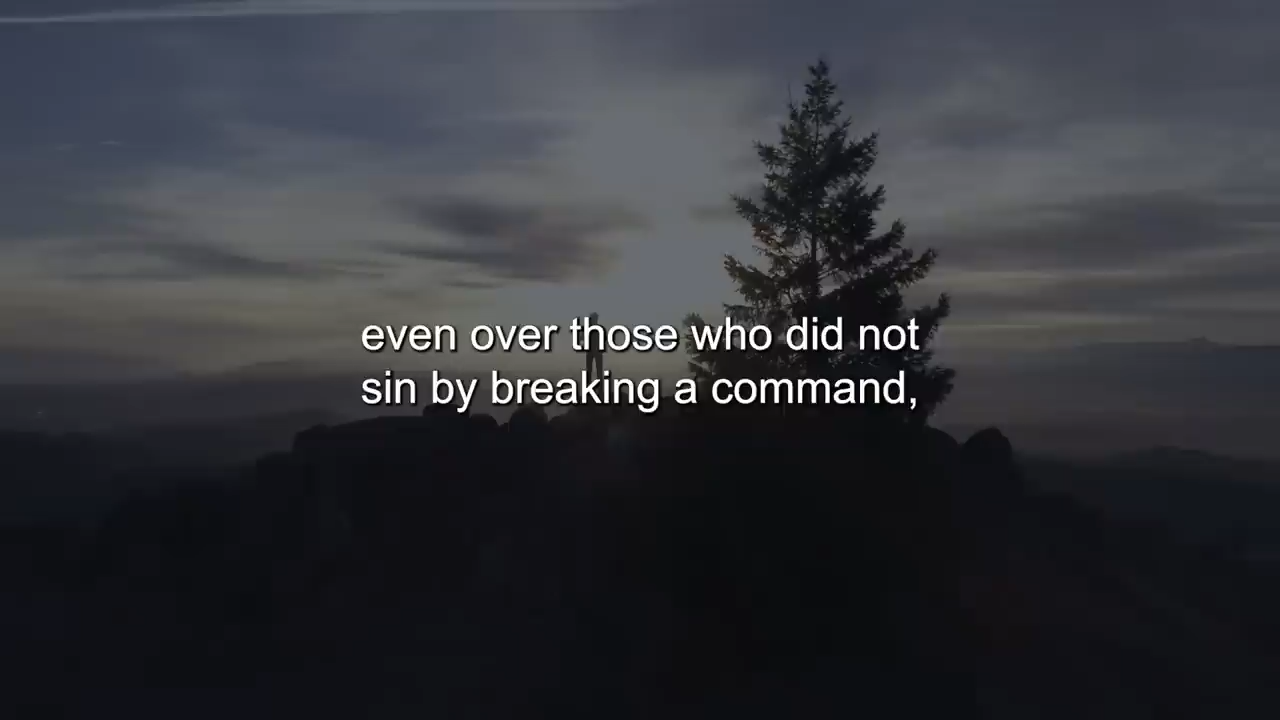 even over those who did not
sin by breaking a command,